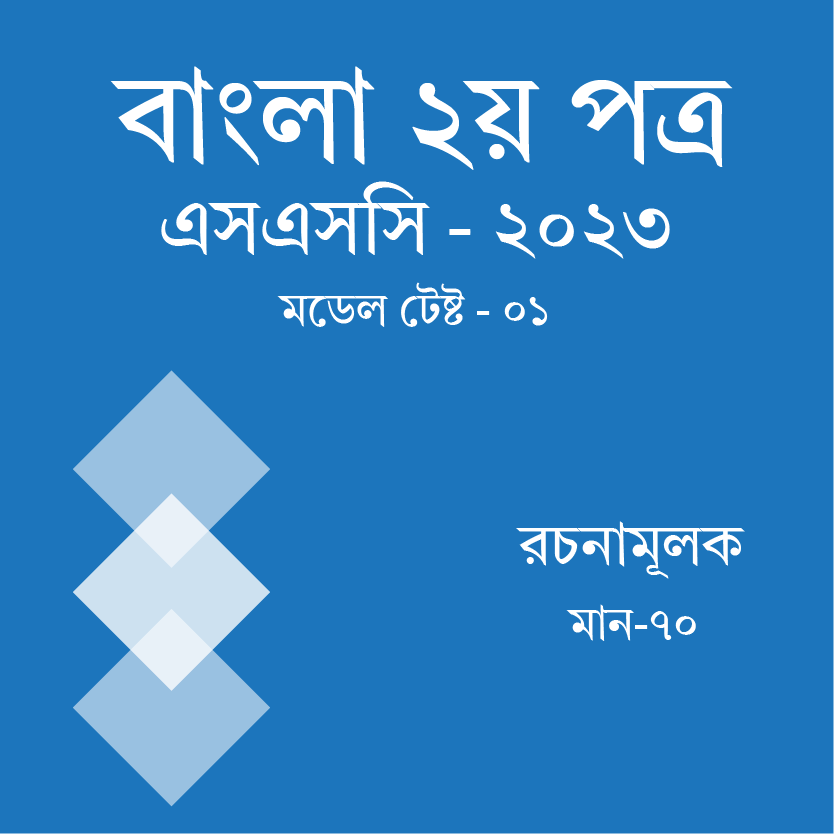 বাংলা ২য় পত্র
এসএসসি - ২০২৩
মডেল টেষ্ট - ০১
রচনামূলক
মান-৭০